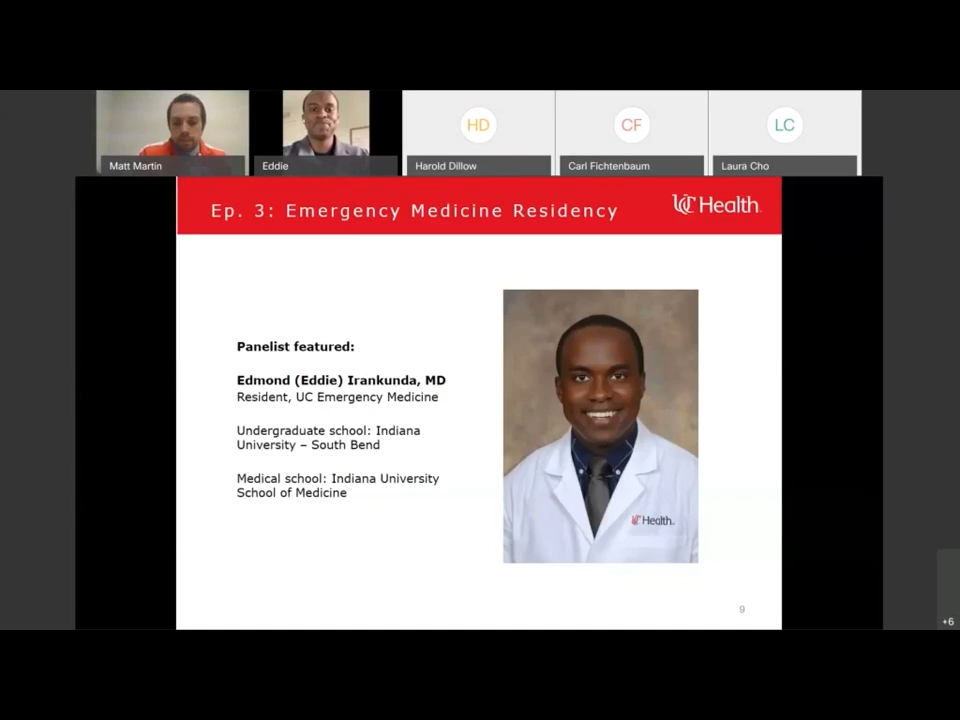 HD
CF
LC
Matt Martin
Eddie
Harold Dillow
Carl Fichtenbaum
Laura Cho
Ep. 3: Emergency Medicine Residency
UC Health.
Panelist featured:
Edmond (Eddie) Irankunda, MD
Resident, UC Emergency Medicine
Undergraduate school: Indiana
University – South Bend
Medical school: Indiana University
School of Medicine
UC Health.
9
+6